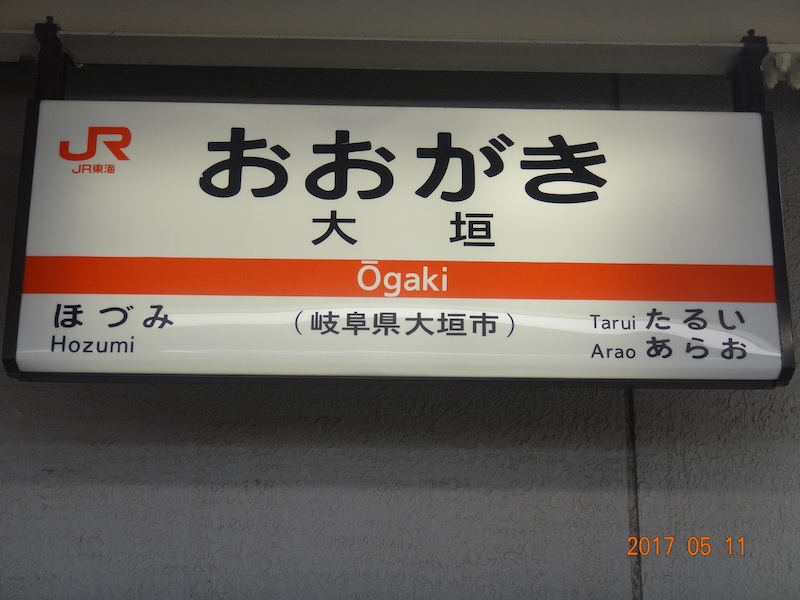 JR
JR東海
おおがき
大垣
Ōgaki
ほづみ
Hozumi
(岐阜県大垣市)
Tarui たるい
Arao あらお
2017 05 11